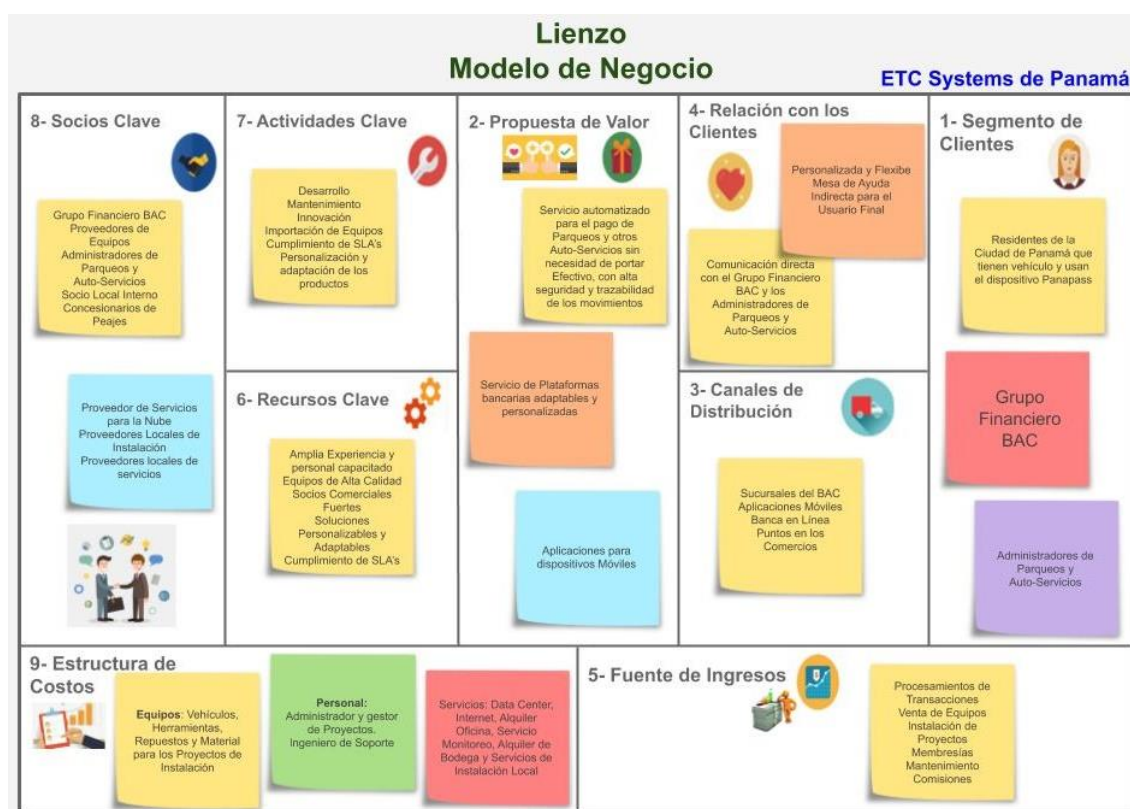 Lienzo
Modelo de Negocio
ETC Systems de Panamá
8- Socios Clave
Grupo Financiero BAC
Proveedores de
Equipos
Administradores de
Parqueos y
Auto-Servicios
Socio Local Interno
Concesionarios de
Peajes
Proveedor de Servicios
para la Nube
Proveedores Locales de
Instalación
Proveedores locales de
servicios
7- Actividades Clave
Desarrollo
Mantenimiento
Innovación
Importación de Equipos
Cumplimiento de SLA's
Personalización y
adaptación de los
productos
6- Recursos Clave
Amplia Experiencia y
personal capacitado
Equipos de Alta Calidad
Socios Comerciales
Fuertes
Soluciones
Personalizables y
Adaptables
Cumplimiento de SLA's
2- Propuesta de Valor
Servicio automatizado
para el pago de
Parqueos y otros
Auto-Servicios sin
necesidad de portar
Efectivo, con alta
seguridad y trazabilidad
de los movimientos
Servicio de Plataformas
bancarias adaptables y
personalizadas
Aplicaciones para
dispositivos Móviles
4- Relación con los
Clientes
Personalizada y Flexibe
Mesa de Ayuda
Indirecta para el
Usuario Final
Comunicación directa
con el Grupo Financiero
BAC y los
Administradores de
Parqueos y
Auto-Servicios
3- Canales de
Distribución
Sucursales del BAC
Aplicaciones Móviles
Banca en Línea
Puntos en los
Comercios
1- Segmento de
Clientes
Residentes de la
Ciudad de Panamá que
tienen vehículo y usan
el dispositivo Panapass
Grupo
Financiero
BAC
Administradores de
Parqueos y
Auto-Servicios
9- Estructura de
Costos
Equipos: Vehículos,
Herramientas,
Repuestos y Material
para los Proyectos de
Instalación
Personal:
Administrador y gestor
de Proyectos.
Ingeniero de Soporte
Servicios: Data Center,
Internet, Alquiler
Oficina, Servicio
Monitoreo, Alquiler de
Bodega y Servicios de
Instalación Local
5- Fuente de Ingresos
Procesamientos de
Transacciones
Venta de Equipos
Instalación de
Proyectos
Membresías
Mantenimiento
Comisiones